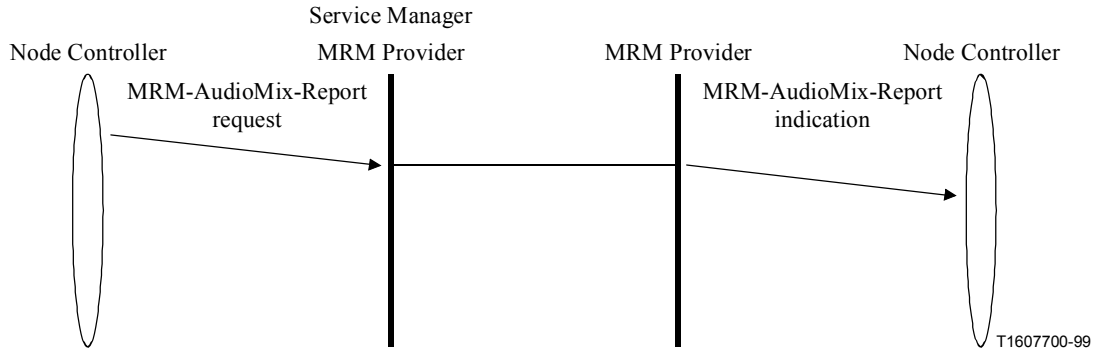 Service Manager
Node Controller
MRM Provider
MRM Provider
Node Controller
MRM-AudioMix-Report
request
MRM-AudioMix-Report
indication
T1607700-99